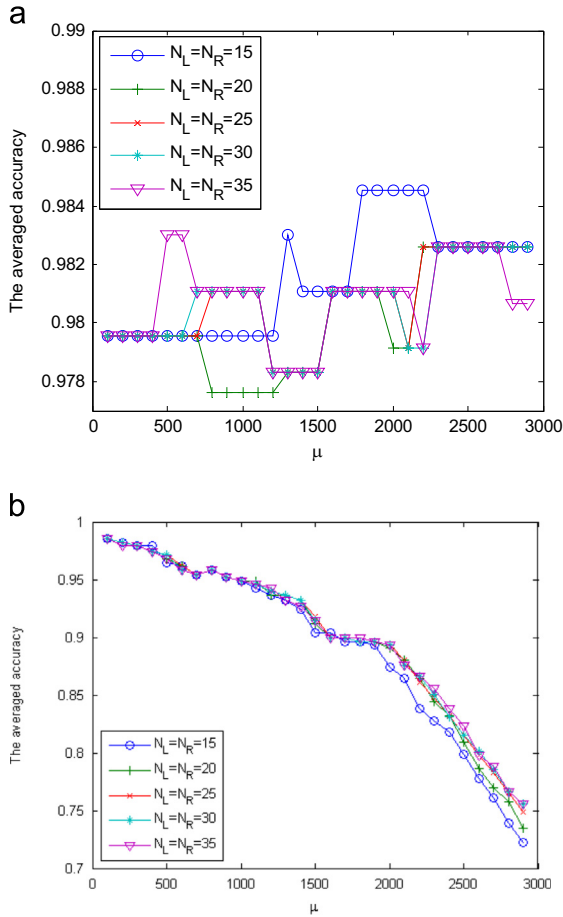 a
0.99
0.988
0.986
0.984
0.982
0.98
0.978
The averaged accuracy
N_L=N_R=15
N_L=N_R=20
N_L=N_R=25
N_L=N_R=30
N_L=N_R=35
0 500 1000 1500 2000 2500 3000
μ
b
1
0.95
0.9
0.85
0.8
0.75
0.7
The averaged accuracy
N_L=N_R=15
N_L=N_R=20
N_L=N_R=25
N_L=N_R=30
N_L=N_R=35
0 500 1000 1500 2000 2500 3000
μ